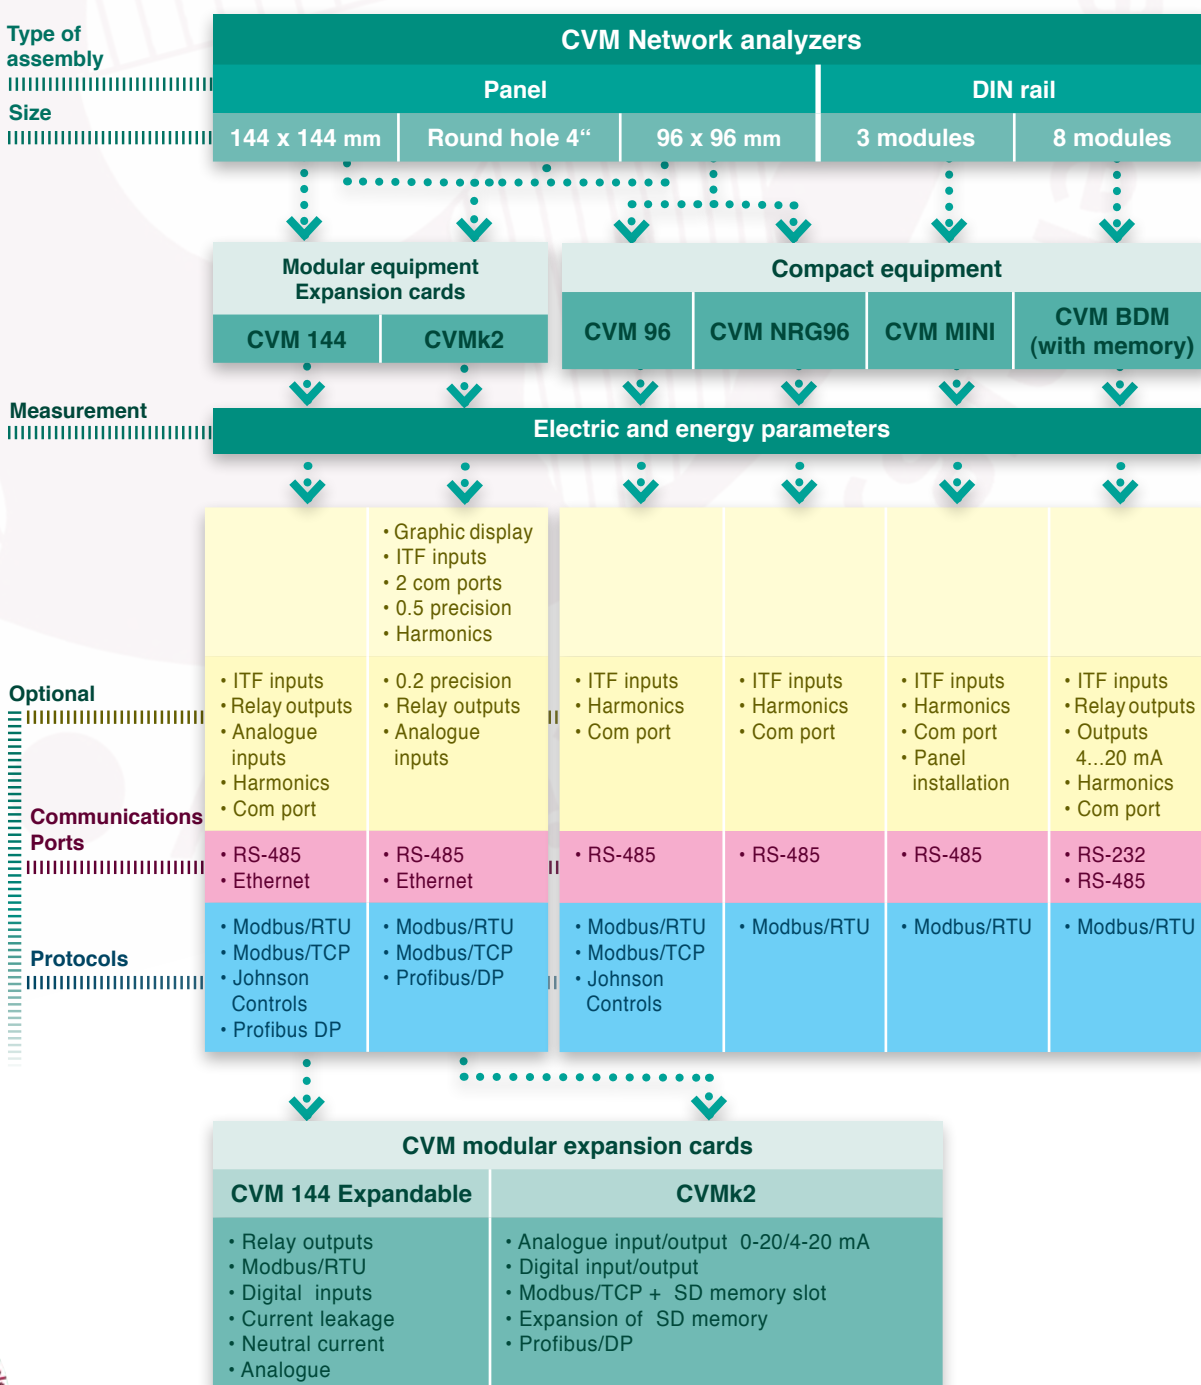 Type of
assembly
CVM Network analyzers
Panel
DIN rail
Size
144 x 144 mm
Round hole 4“
96 x 96 mm
3 modules
8 modules
Modular equipment
Expansion cards
Compact equipment
CVM 144
CVMk2
CVM 96
CVM NRG96
CVM MINI
CVM BDM
(with memory)
Measurement
Electric and energy parameters
• Graphic display
• ITF inputs
• 2 com ports
• 0.5 precision
• Harmonics
Optional
• ITF inputs
• Relay outputs
• Analogue
inputs
• Harmonics
• Com port
• 0.2 precision
• Relay outputs
• Analogue
inputs
• ITF inputs
• Harmonics
• Com port
• ITF inputs
• Harmonics
• Com port
• ITF inputs
• Harmonics
• Com port
• Panel
installation
• ITF inputs
• Relay outputs
• Outputs
4...20 mA
• Harmonics
• Com port
Communications
Ports
• RS-485
• Ethernet
• RS-485
• Ethernet
• RS-485
• RS-485
• RS-485
• RS-232
• RS-485
Protocols
• Modbus/RTU
• Modbus/TCP
• Johnson
Controls
• Profibus DP
• Modbus/RTU
• Modbus/TCP
• Profibus/DP
• Modbus/RTU
• Modbus/TCP
• Johnson
Controls
• Modbus/RTU
• Modbus/RTU
• Modbus/RTU
CVM modular expansion cards
CVM 144 Expandable
CVMk2
• Relay outputs
• Modbus/RTU
• Digital inputs
• Current leakage
• Neutral current
• Analogue
• Analogue input/output 0-20/4-20 mA
• Digital input/output
• Modbus/TCP + SD memory slot
• Expansion of SD memory
• Profibus/DP